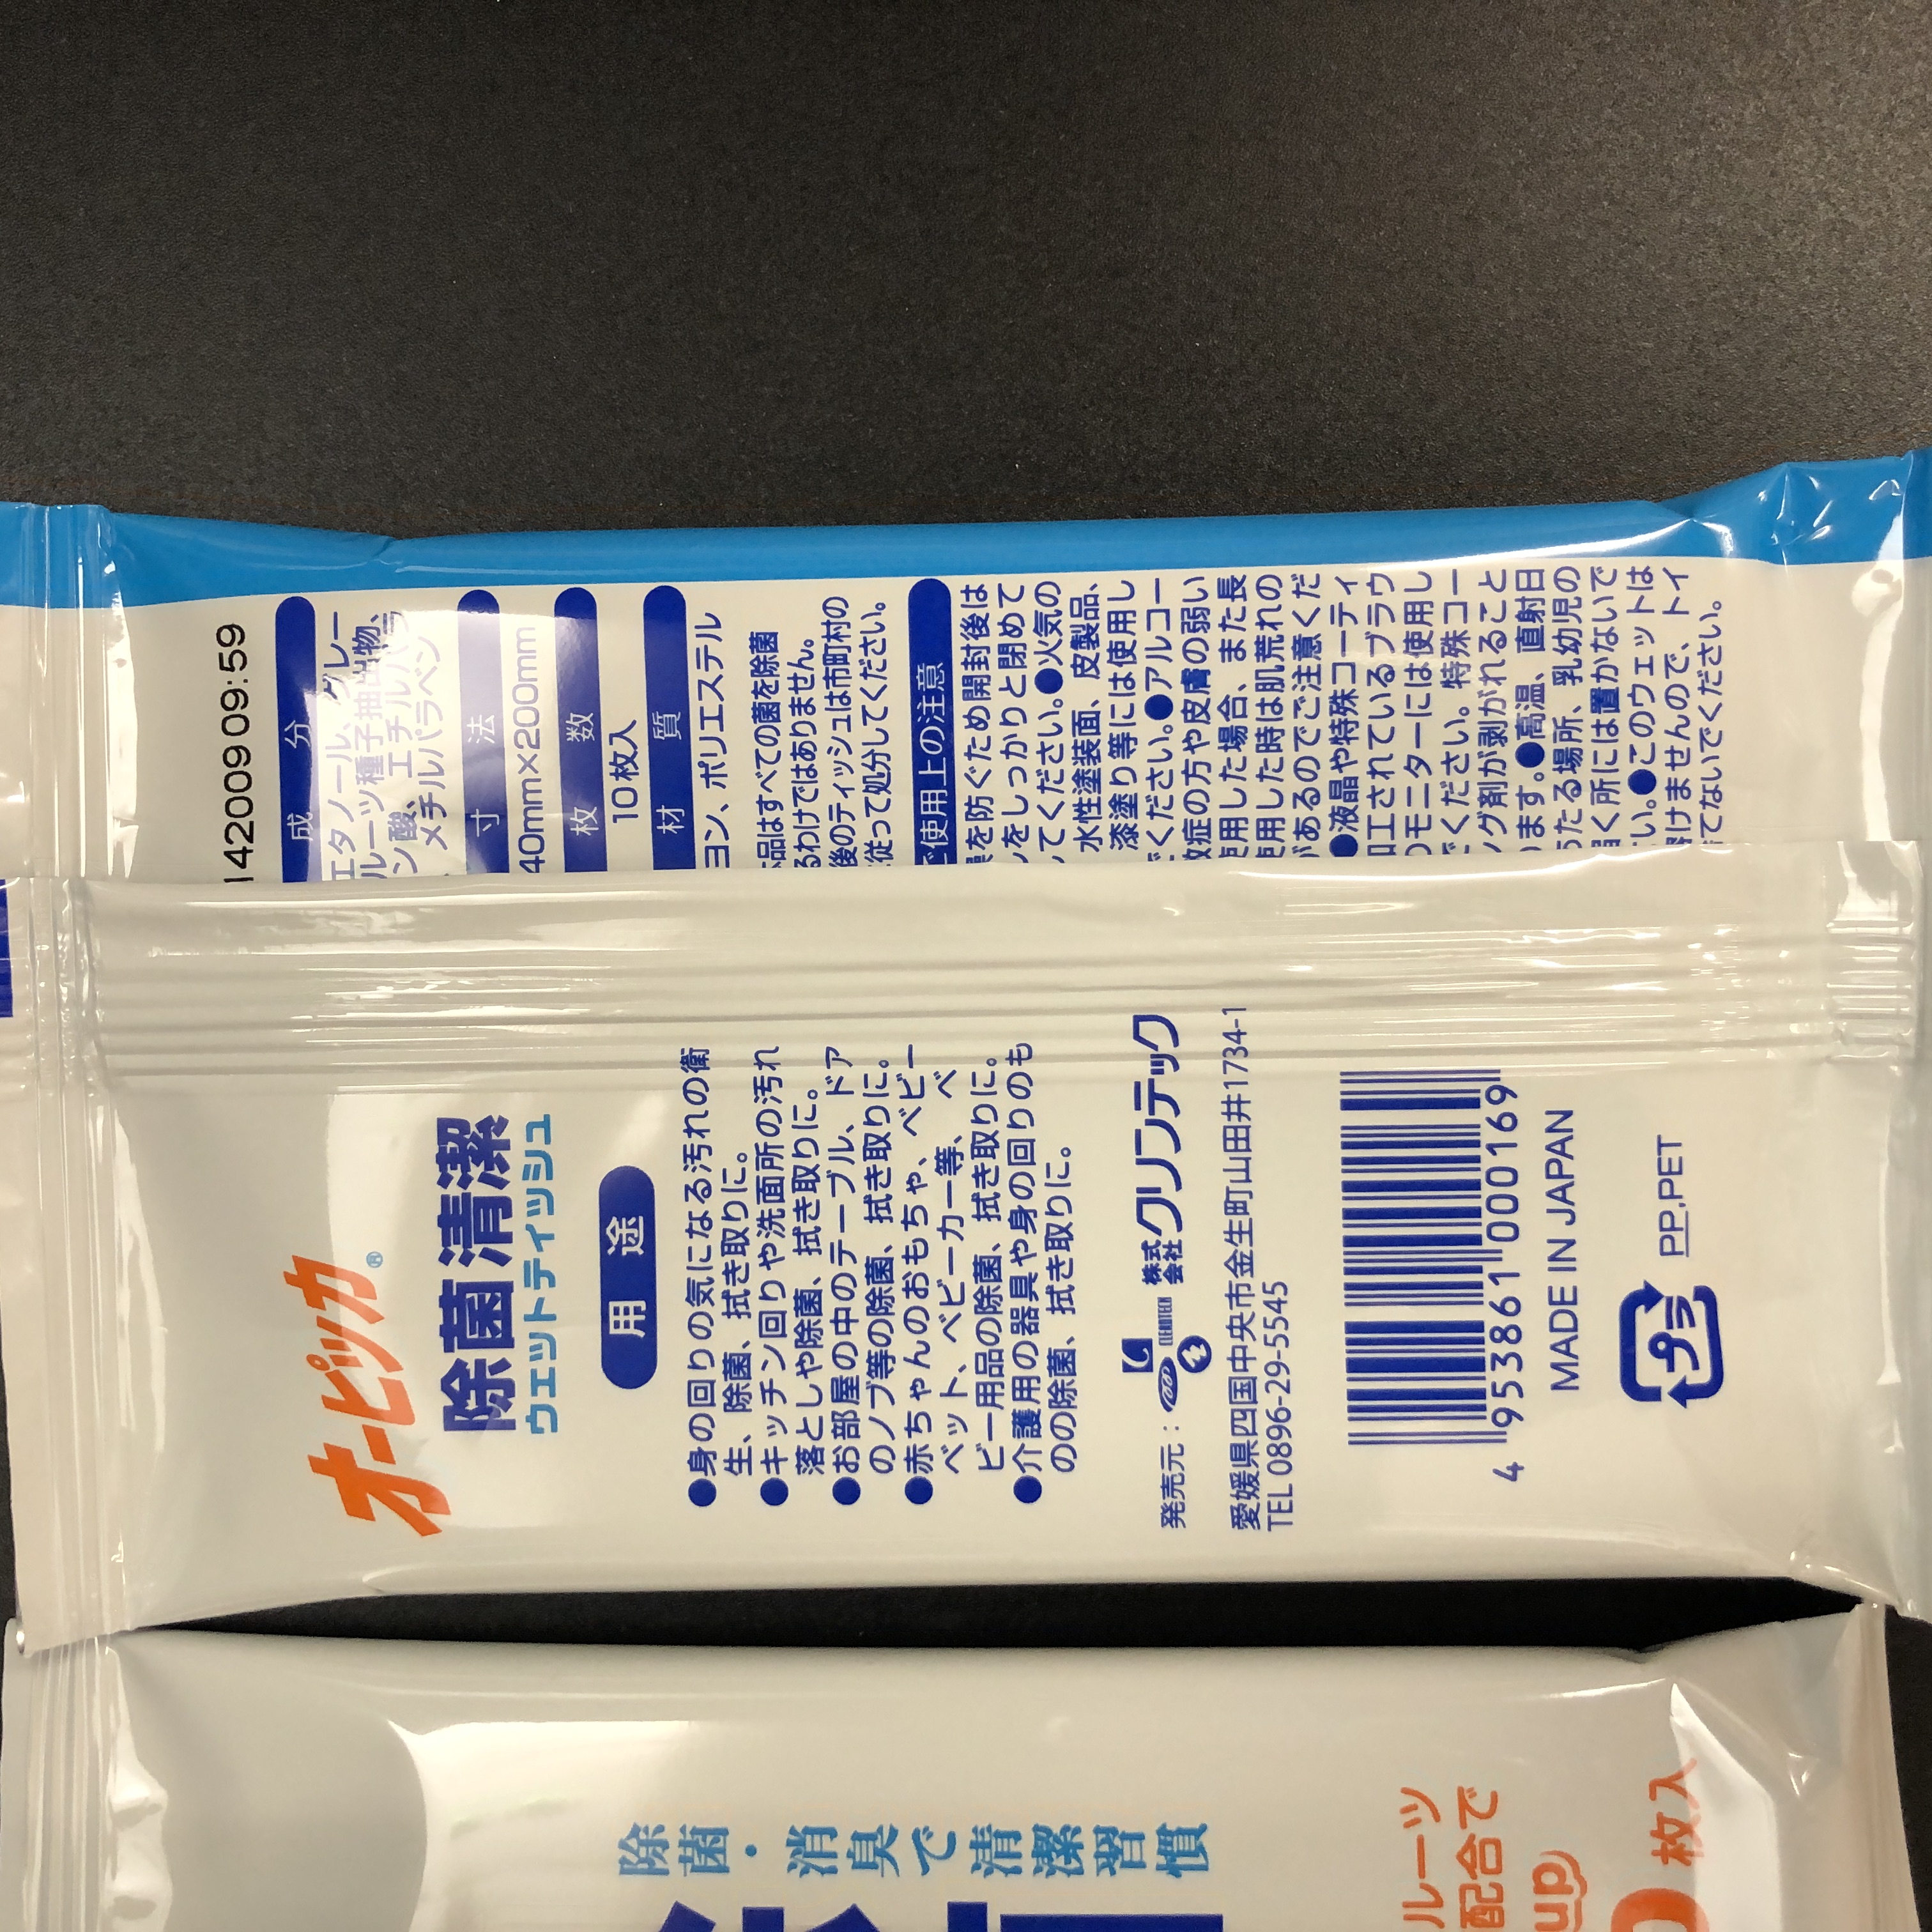 142009 09:59
成分
エタノール、グレー
ルーツ種子抽出物、
ン酸、エチルパラ
メチルパラベン
寸法
40mm×200mm
枚数
10枚入
材質
ヨン、ポリエステル
品はすべての菌を除菌
るわけではありません。
後のティッシュは市町村の
従って処分してください。
使用上の注意
を防ぐため開封後は
をしっかりと閉めて
てください。●火気の
水性塗装面、皮製品、
漆塗り等には使用し
ください。●アルコー
敏症の方や皮膚の弱い
使用した場合、また長
使用した時は肌荒れの
があるのでご注意くだ
●液晶や特殊コーティ
加工されているブラウ
のモニターには使用し
でください。特殊コー
ング剤が剥がれること
ります。●高温、直射日
あたる場所、乳幼児の
届く所には置かないで
さい。●このウェットは
溶けませんので、トイ
捨てないでください。
オーピッカ®
除菌清潔
ウェットティッシュ
用途
●身の回りの気になる汚れの衛
生、除菌、拭き取りに。
●キッチン回りや洗面所の汚れ
落としや除菌、拭き取りに。
●お部屋の中のテーブル、ドア
のノブ等の除菌、拭き取りに。
●赤ちゃんのおもちゃ、ベビー
ベット、ベビーカー等、ベ
ビー用品の除菌、拭き取りに。
●介護用の器具や身の回りのも
のの除菌、拭き取りに。
発売元: CLEANTECH 株式会社クリンテック
愛媛県四国中央市金生町山田井1734-1
TEL 0896-29-5545
4 953861 000169
MADE IN JAPAN
プラ PP,PET
除菌・消臭で清潔習慣
ルーツ
配合で
up
枚入